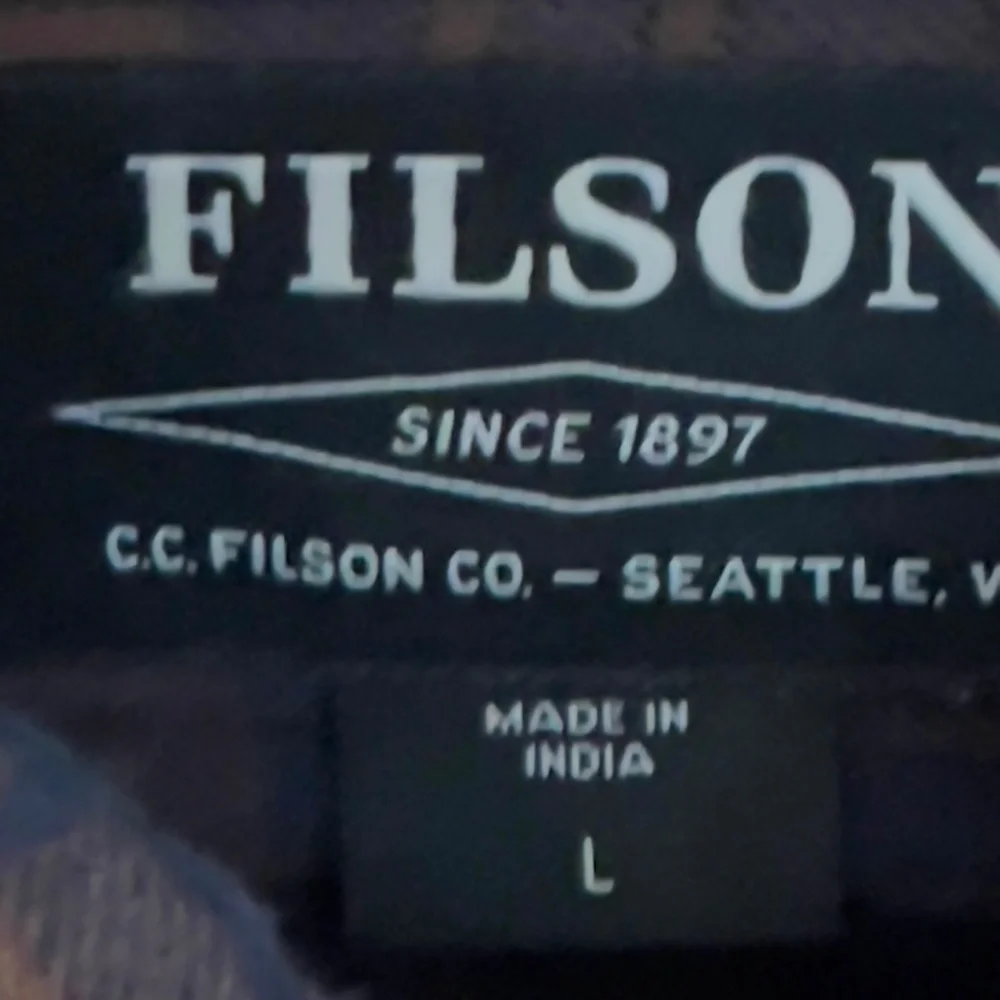 FILSON
SINCE 1897
C.C. FILSON CO. — SEATTLE,
MADE IN
INDIA
L